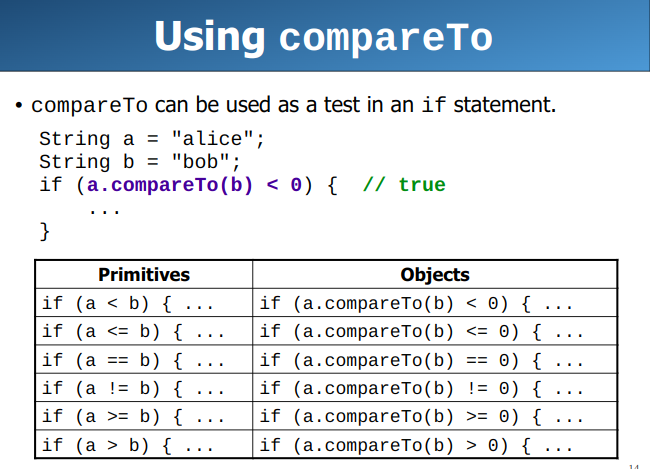 Using compareTo
• compareTo can be used as a test in an if statement.
String a = "alice";
String b = "bob";
if (a.compareTo(b) < 0) {  // true
    ...
}
Primitives Objects
if (a < b) { ... if (a.compareTo(b) < 0) { ...
if (a <= b) { ... if (a.compareTo(b) <= 0) { ...
if (a == b) { ... if (a.compareTo(b) == 0) { ...
if (a != b) { ... if (a.compareTo(b) != 0) { ...
if (a >= b) { ... if (a.compareTo(b) >= 0) { ...
if (a > b) { ... if (a.compareTo(b) > 0) { ...
14